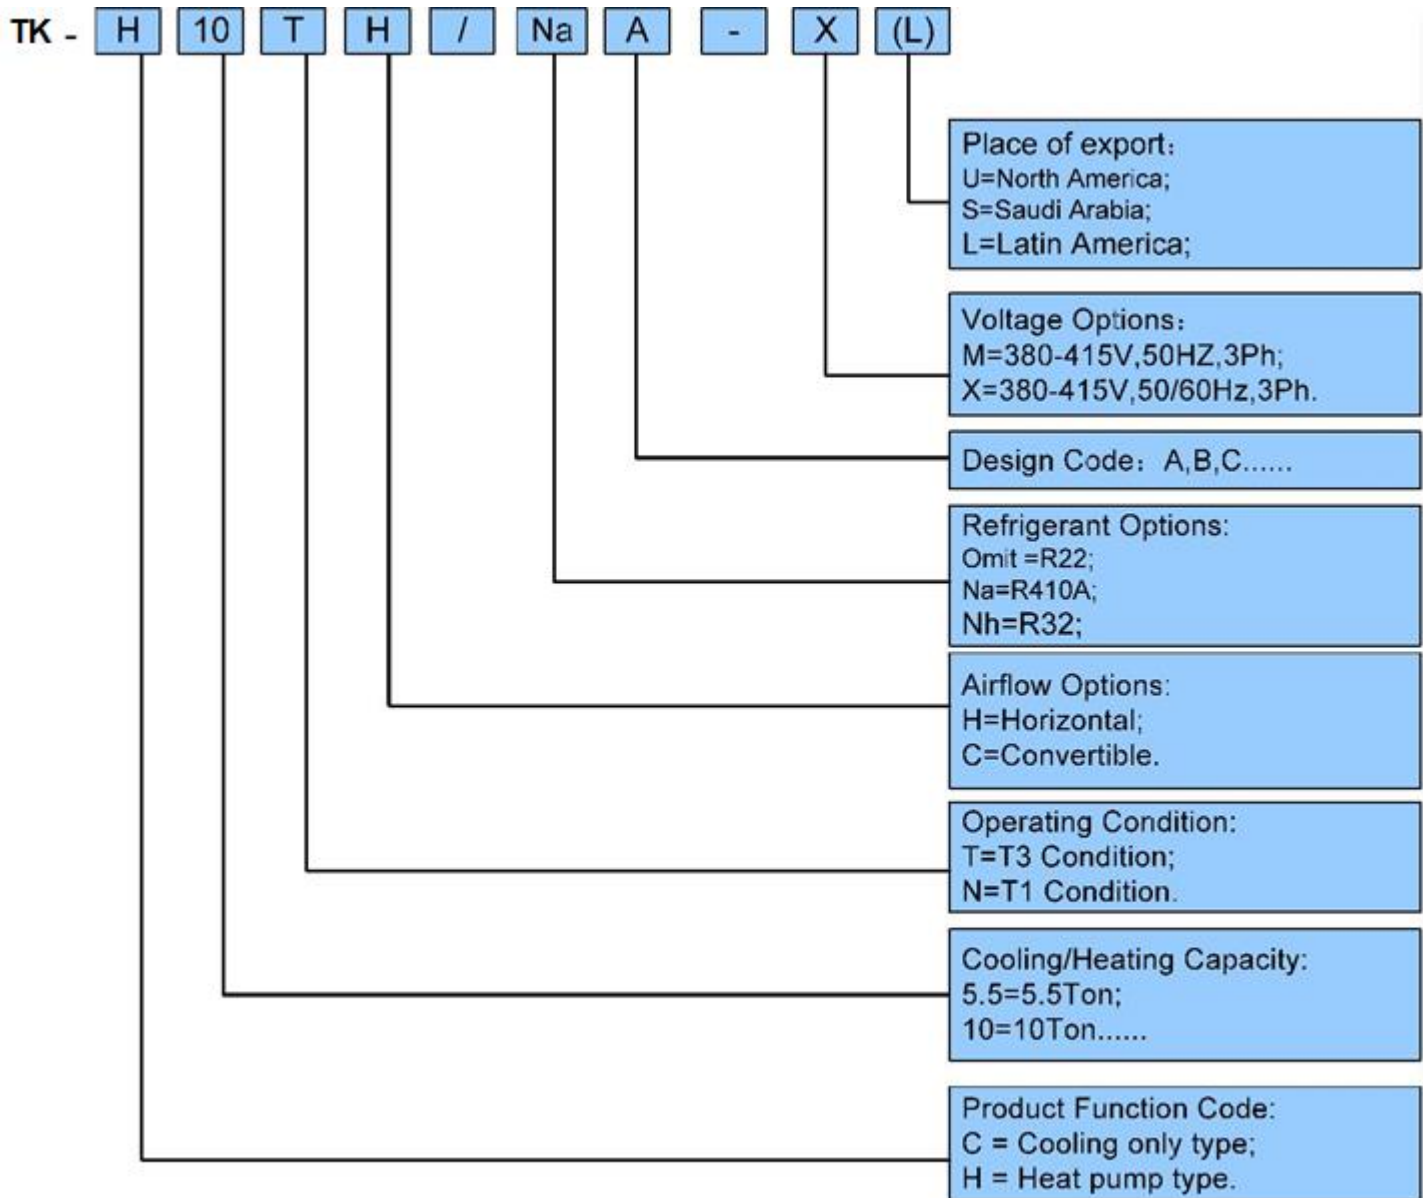 TK - H 10 T H / Na A - X (L)
Place of export：
U=North America;
S=Saudi Arabia;
L=Latin America;
Voltage Options：
M=380-415V,50HZ,3Ph;
X=380-415V,50/60Hz,3Ph.
Design Code：A,B,C......
Refrigerant Options:
Omit =R22;
Na=R410A;
Nh=R32;
Airflow Options:
H=Horizontal;
C=Convertible.
Operating Condition:
T=T3 Condition;
N=T1 Condition.
Cooling/Heating Capacity:
5.5=5.5Ton;
10=10Ton......
Product Function Code:
C = Cooling only type;
H = Heat pump type.